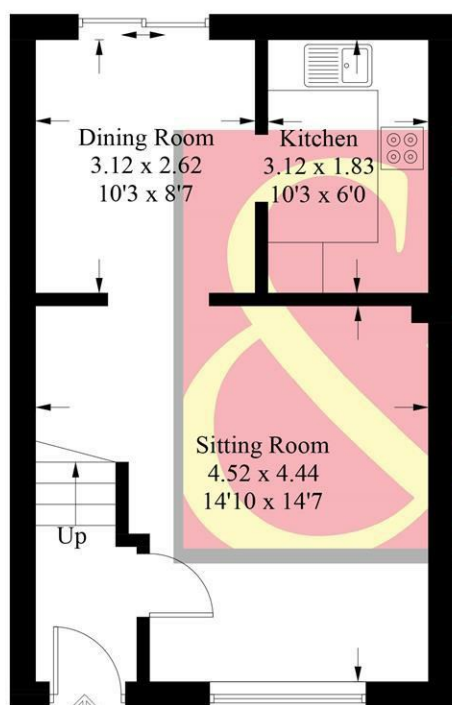 Dining Room
3.12 x 2.62
10'3 x 8'7
Kitchen
3.12 x 1.83
10'3 x 6'0
Sitting Room
4.52 x 4.44
14'10 x 14'7
Up
&